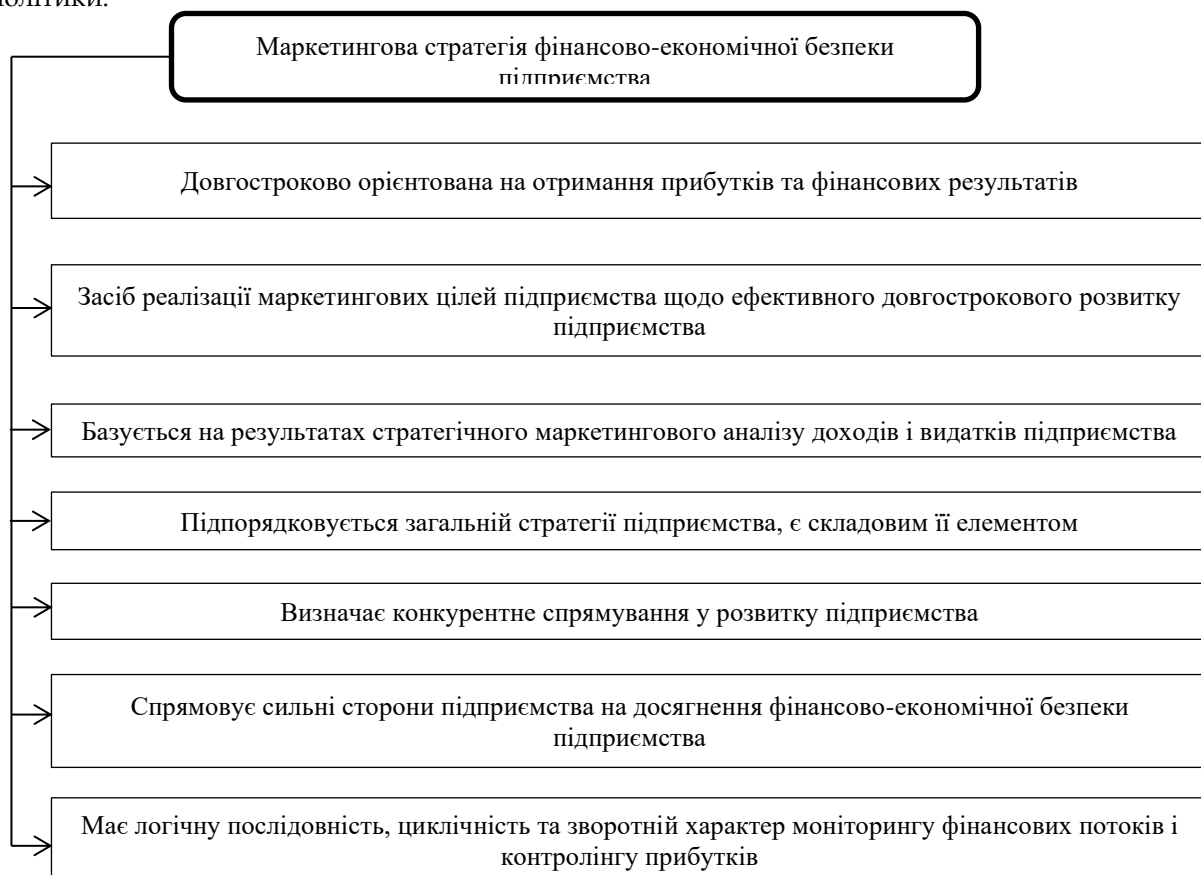 політики.
Маркетингова стратегія фінансово-економічної безпеки
підприємства
Довгостроково орієнтована на отримання прибутків та фінансових результатів
Засіб реалізації маркетингових цілей підприємства щодо ефективного довгострокового розвитку
підприємства
Базується на результатах стратегічного маркетингового аналізу доходів і видатків підприємства
Підпорядковується загальній стратегії підприємства, є складовим її елементом
Визначає конкурентне спрямування у розвитку підприємства
Спрямовує сильні сторони підприємства на досягнення фінансово-економічної безпеки
підприємства
Має логічну послідовність, циклічність та зворотній характер моніторингу фінансових потоків і
контролінгу прибутків